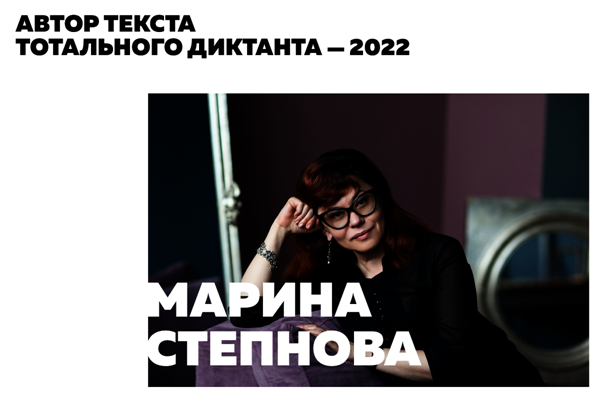 АВТОР ТЕКСТА
ТОТАЛЬНОГО ДИКТАНТА — 2022
МАРИНА
СТЕПНОВА